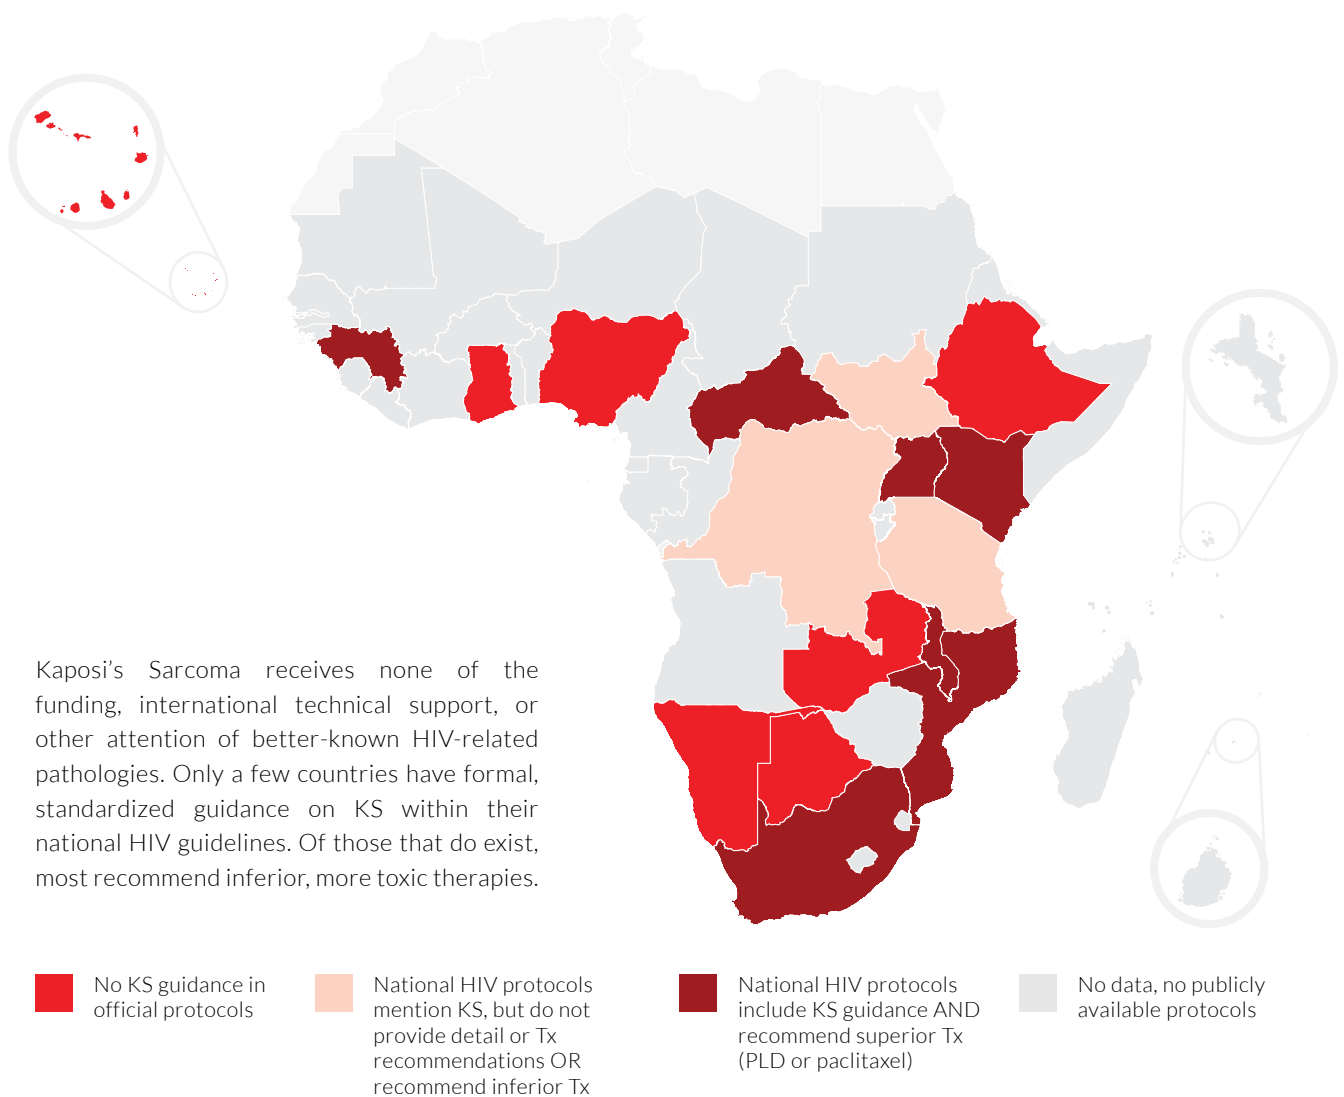 Kaposi's Sarcoma receives none of the
funding, international technical support, or
other attention of better-known HIV-related
pathologies. Only a few countries have formal,
standardized guidance on KS within their
national HIV guidelines. Of those that do exist,
most recommend inferior, more toxic therapies.
No KS guidance in
official protocols
National HIV protocols
mention KS, but do not
provide detail or Tx
recommendations OR
recommend inferior Tx
National HIV protocols
include KS guidance AND
recommend superior Tx
(PLD or paclitaxel)
No data, no publicly
available protocols